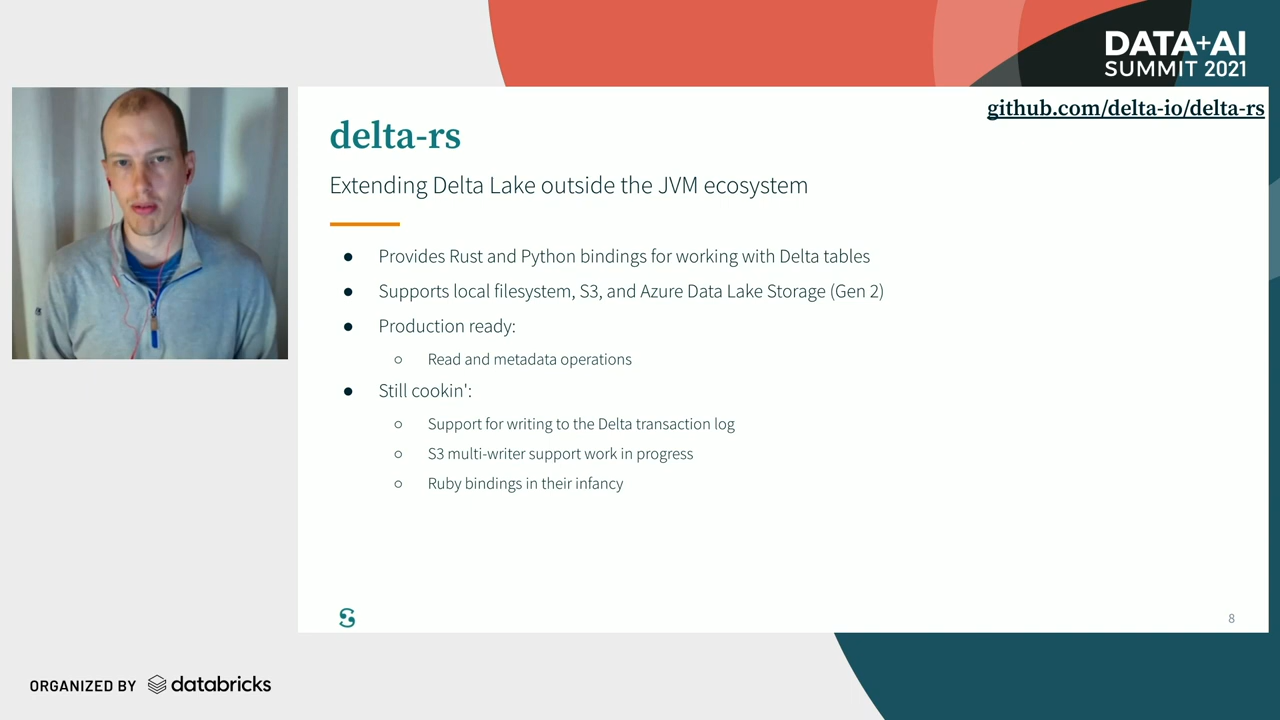 DATA+AI
SUMMIT 2021
github.com/delta-io/delta-rs
delta-rs
Extending Delta Lake outside the JVM ecosystem
● Provides Rust and Python bindings for working with Delta tables
● Supports local filesystem, S3, and Azure Data Lake Storage (Gen 2)
● Production ready:
○ Read and metadata operations
● Still cookin':
○ Support for writing to the Delta transaction log
○ S3 multi-writer support work in progress
○ Ruby bindings in their infancy
8
ORGANIZED BY databricks